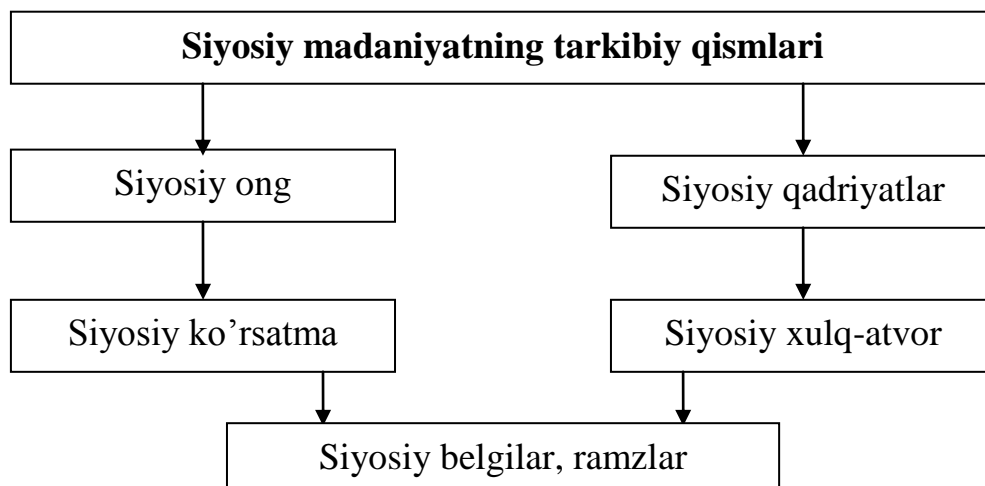 Siyosiy madaniyatning tarkibiy qismlari
Siyosiy ong
Siyosiy qadriyatlar
Siyosiy ko’rsatma
Siyosiy xulq-atvor
Siyosiy belgilar, ramzlar